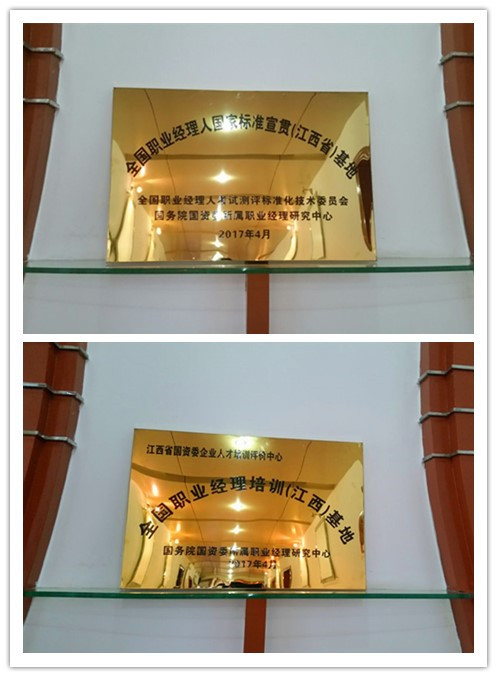 全国职业经理人国家标准宣贯(江西省)基地
全国职业经理人考试测评标准化技术委员会
国务院国资委所属职业经理研究中心
2017年4月
江西省国资委企业人才培训评价中心
全国职业经理培训(江西)基地
国务院国资委所属职业经理研究中心
2017年4月